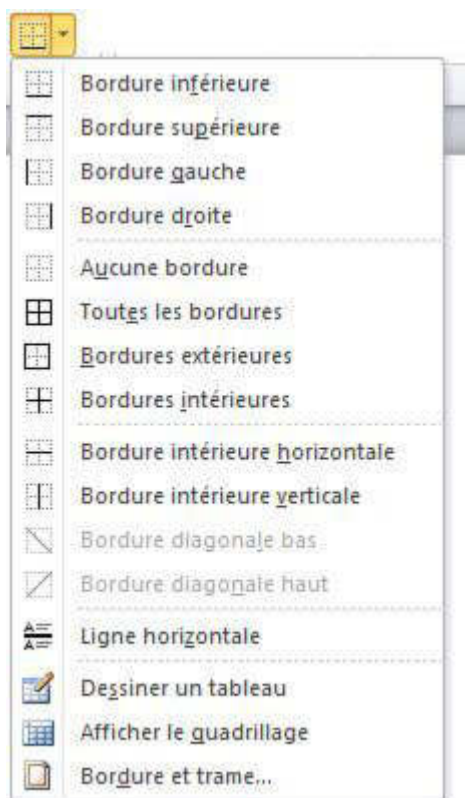 Bordure inférieure
Bordure supérieure
Bordure gauche
Bordure droite
Aucune bordure
Toutes les bordures
Bordures extérieures
Bordures intérieures
Bordure intérieure horizontale
Bordure intérieure verticale
Bordure diagonale bas
Bordure diagonale haut
Ligne horizontale
Dessiner un tableau
Afficher le quadrillage
Bordure et trame...